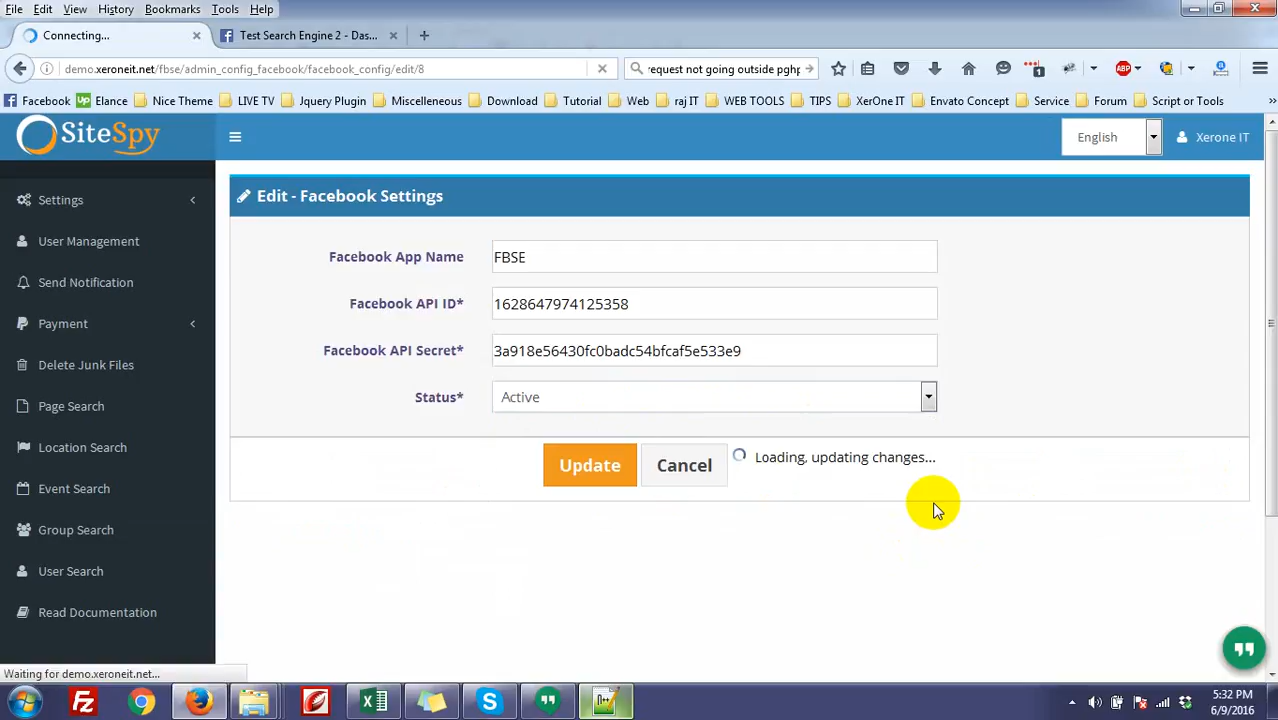 File Edit View History Bookmarks Tools Help
Connecting... Test Search Engine 2 - Das...
demo.xeroneit.net/fbse/admin_config_facebook/facebook_config/edit/8
request not going outside pghp
Facebook Elance Nice Theme LIVE TV Jquery Plugin Miscelleneous Download Tutorial Web raj IT WEB TOOLS TIPS XerOne IT Envato Concept Service Forum Script or Tools
SiteSpy
English
Xerone IT
Settings
User Management
Send Notification
Payment
Delete Junk Files
Page Search
Location Search
Event Search
Group Search
User Search
Read Documentation
Edit - Facebook Settings
Facebook App Name FBSE
Facebook API ID* 1628647974125358
Facebook API Secret* 3a918e56430fc0badc54bfcaf5e533e9
Status* Active
Update Cancel Loading, updating changes...
Waiting for demo.xeroneit.net...
5:32 PM
6/9/2016